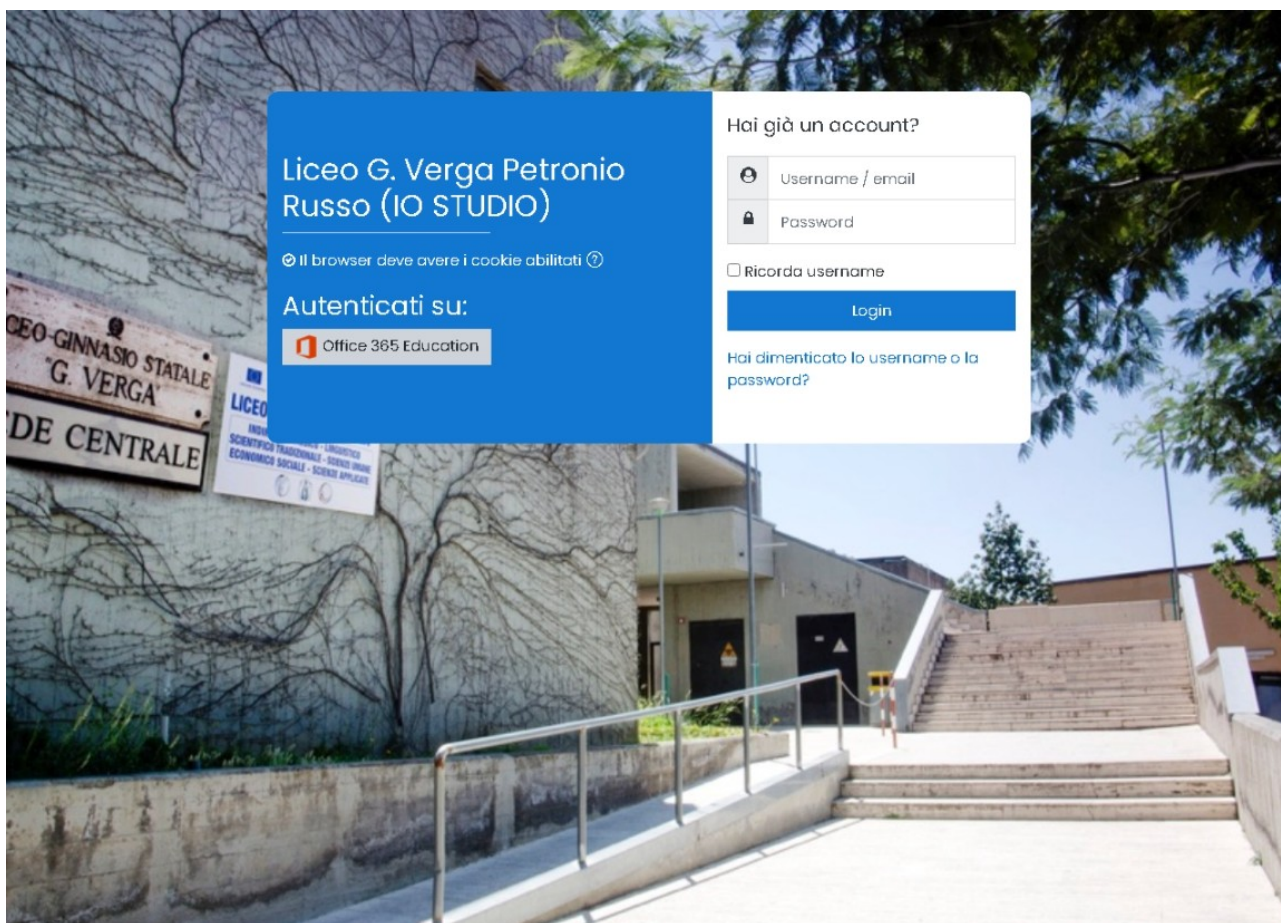 Liceo G. Verga Petronio
Russo (IO STUDIO)
Il browser deve avere i cookie abilitati
Autenticati su:
Office 365 Education
Hai già un account?
Username / email
Password
Ricorda username
Login
Hai dimenticato lo username o la
password?
CEO-GINNASIO STATALE
"G. VERGA"
DE CENTRALE
LICEO
SCIENTIFICO TRADIZIONALE - SCIENZE UMANE
ECONOMICO SOCIALE - SCIENZE APPLICATE